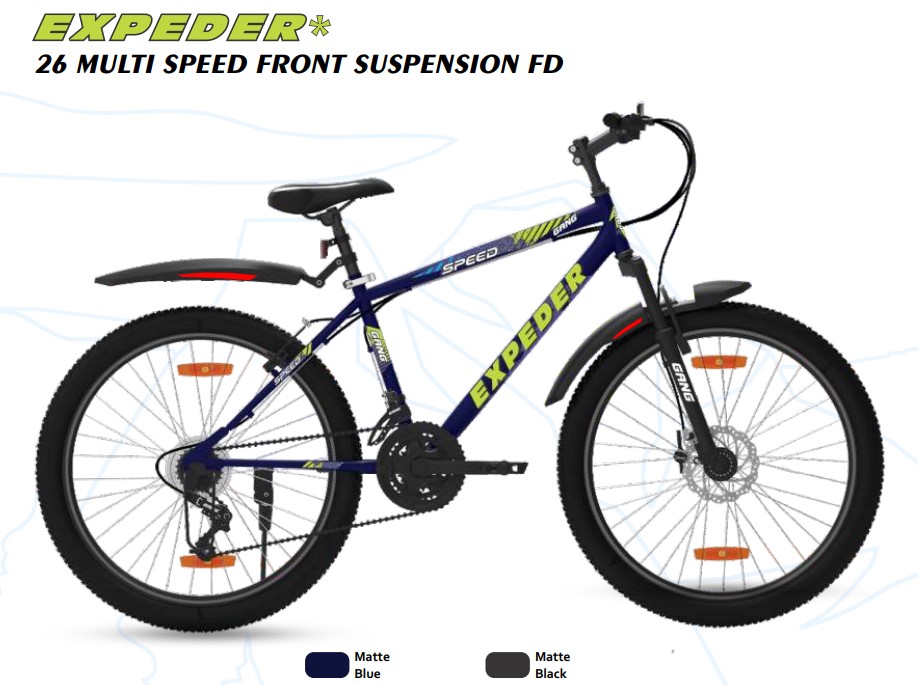 EXPEDER*
26 MULTI SPEED FRONT SUSPENSION FD
GANG
SPEED
EXPEDER
GANG
SPEED
GANG
Matte
Blue
Matte
Black